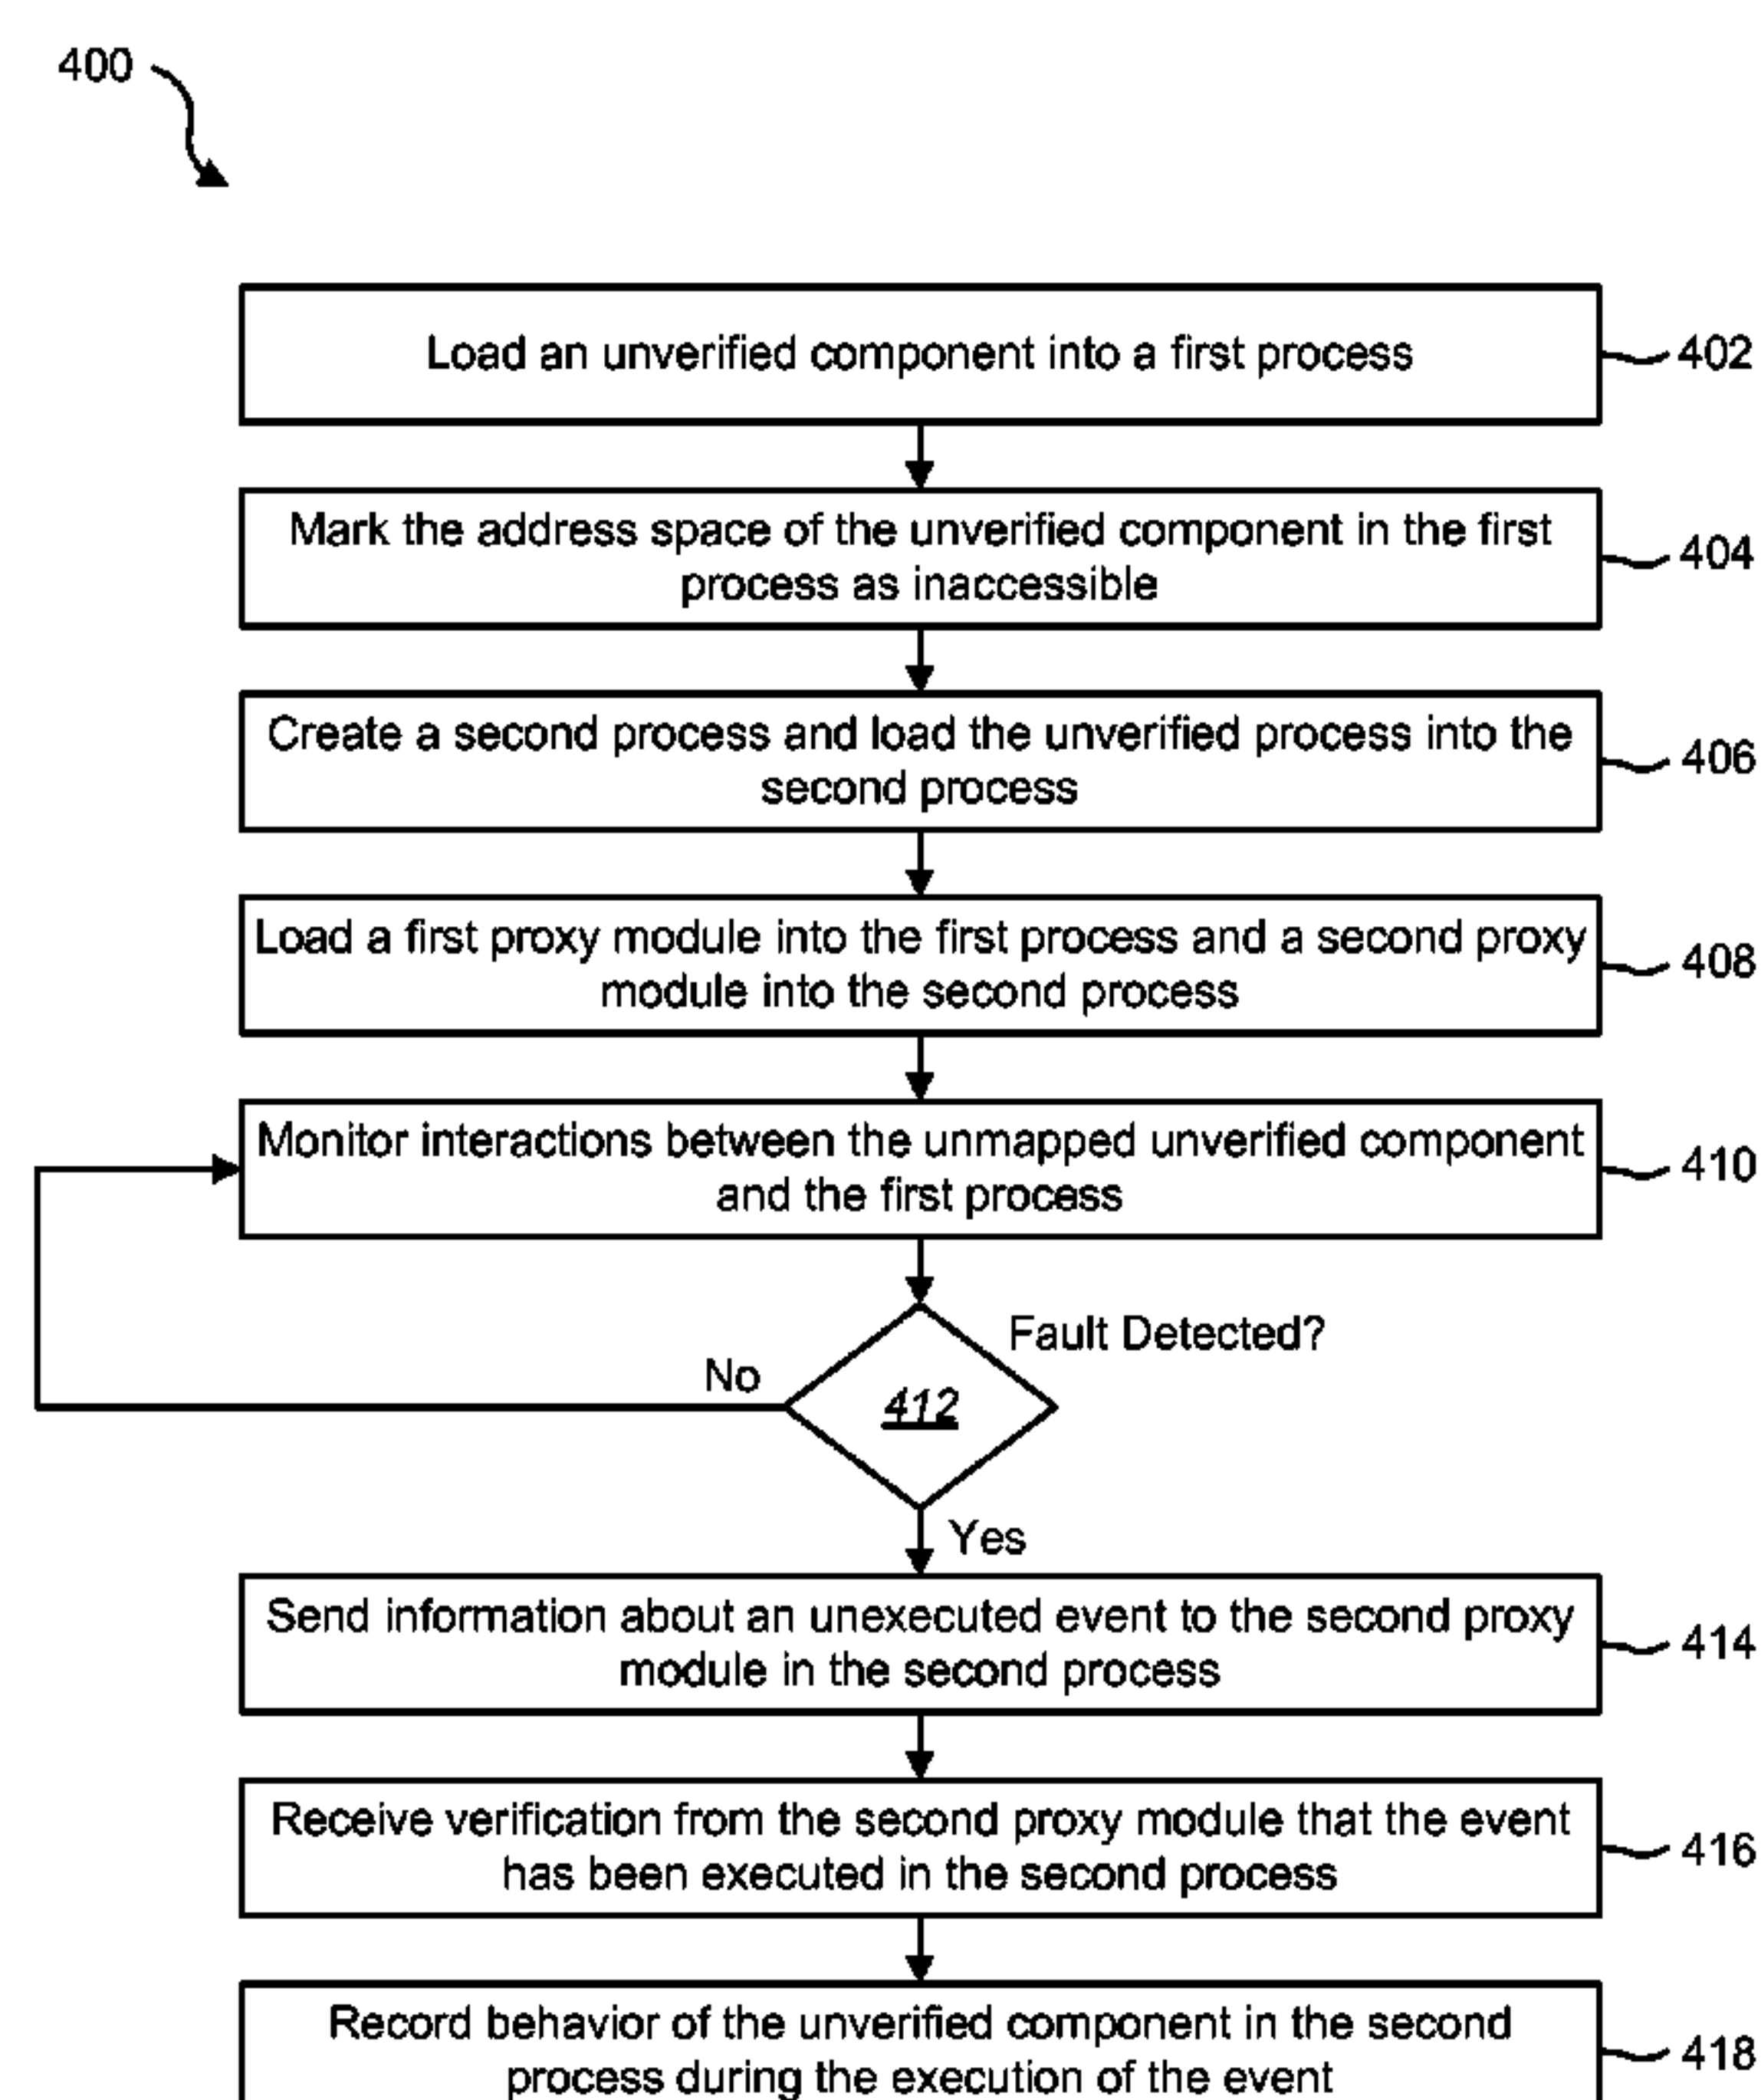 400
Load an unverified component into a first process
402
Mark the address space of the unverified component in the first
process as inaccessible
404
Create a second process and load the unverified process into the
second process
406
Load a first proxy module into the first process and a second proxy
module into the second process
408
Monitor interactions between the unmapped unverified component
and the first process
410
Fault Detected?
No
412
Yes
Send information about an unexecuted event to the second proxy
module in the second process
414
Receive verification from the second proxy module that the event
has been executed in the second process
416
Record behavior of the unverified component in the second
process during the execution of the event
418